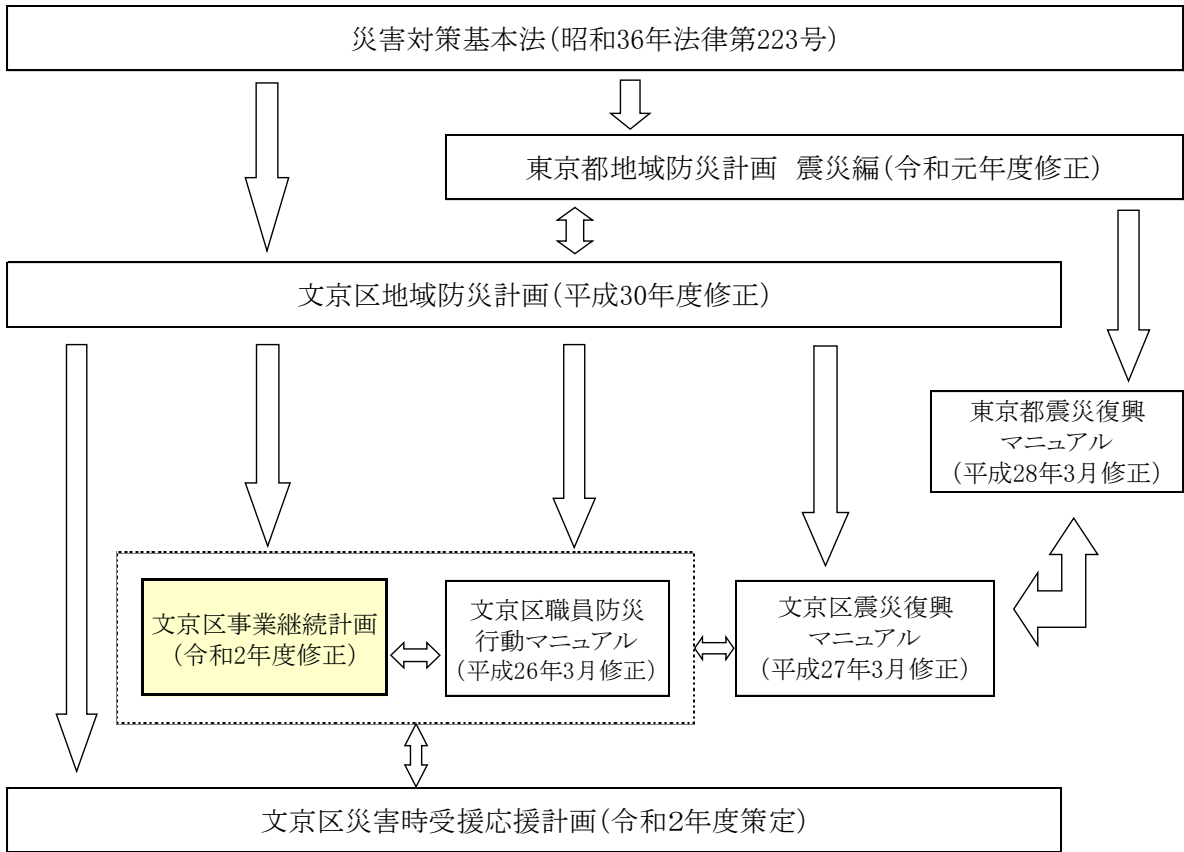 災害対策基本法(昭和36年法律第223号)
東京都地域防災計画 震災編(令和元年度修正)
文京区地域防災計画(平成30年度修正)
東京都震災復興
マニュアル
(平成28年3月修正)
文京区事業継続計画
(令和2年度修正)
文京区職員防災
行動マニュアル
(平成26年3月修正)
文京区震災復興
マニュアル
(平成27年3月修正)
文京区災害時受援応援計画(令和2年度策定)